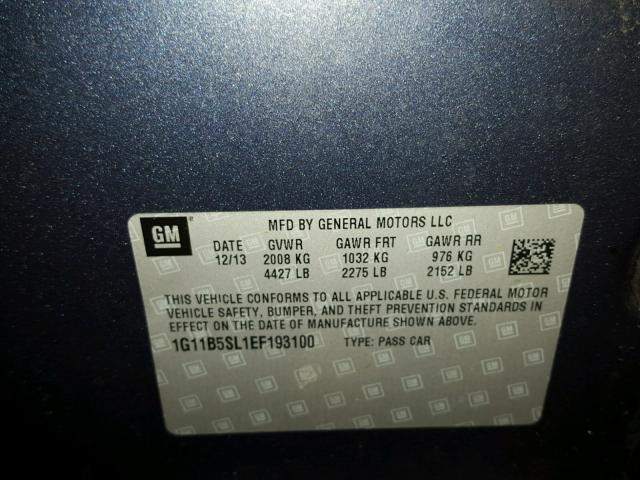 GM MFD BY GENERAL MOTORS LLC
DATE GVWR GAWR FRT GAWR RR
12/13 2008 KG 1032 KG 976 KG
4427 LB 2275 LB 2152 LB
THIS VEHICLE CONFORMS TO ALL APPLICABLE U.S. FEDERAL MOTOR
VEHICLE SAFETY, BUMPER, AND THEFT PREVENTION STANDARDS IN
EFFECT ON THE DATE OF MANUFACTURE SHOWN ABOVE.
1G11B5SL1EF193100 TYPE: PASS CAR